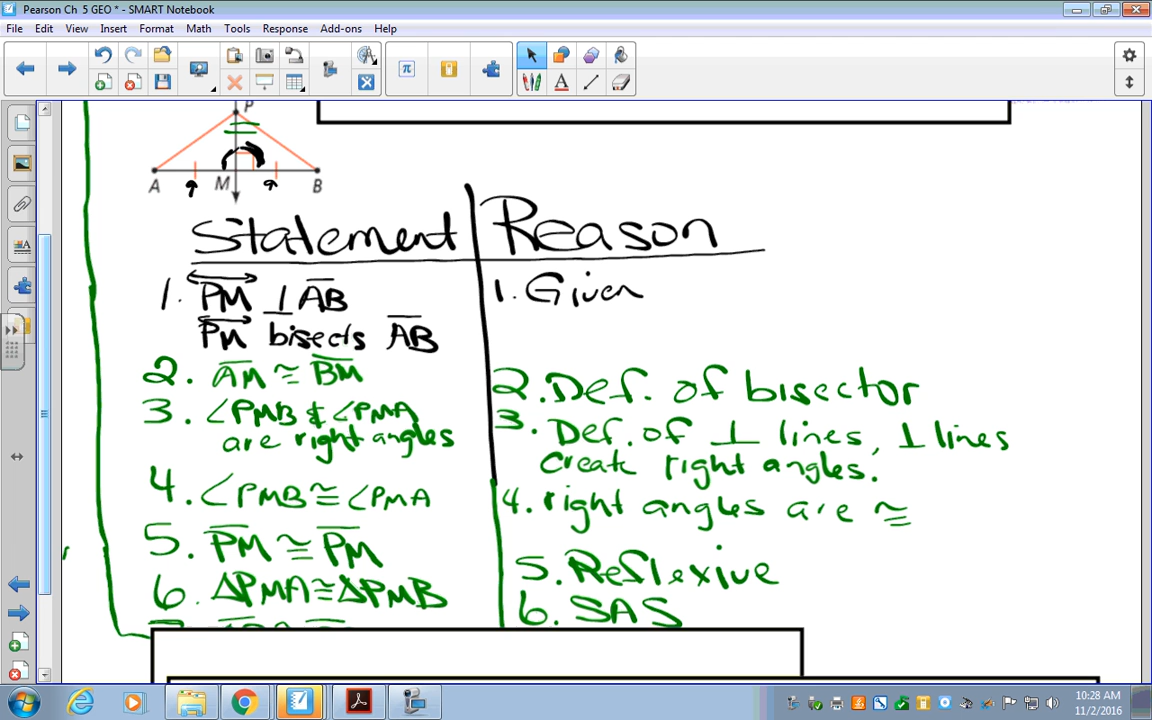 Pearson Ch 5 GEO * - SMART Notebook
File Edit View Insert Format Math Tools Response Add-ons Help
P
A M B
Statement Reason
1. PM ⊥ AB 1. Given
PM bisects AB
2. AM ≅ BM 2. Def. of bisector
3. ∠PMB & ∠PMA 3. Def. of ⊥ lines, ⊥ lines
are right angles create right angles.
4. ∠PMB ≅ ∠PMA 4. right angles are ≅
5. PM ≅ PM 5. Reflexive
6. ΔPMA ≅ ΔPMB 6. SAS
10:28 AM
11/2/2016